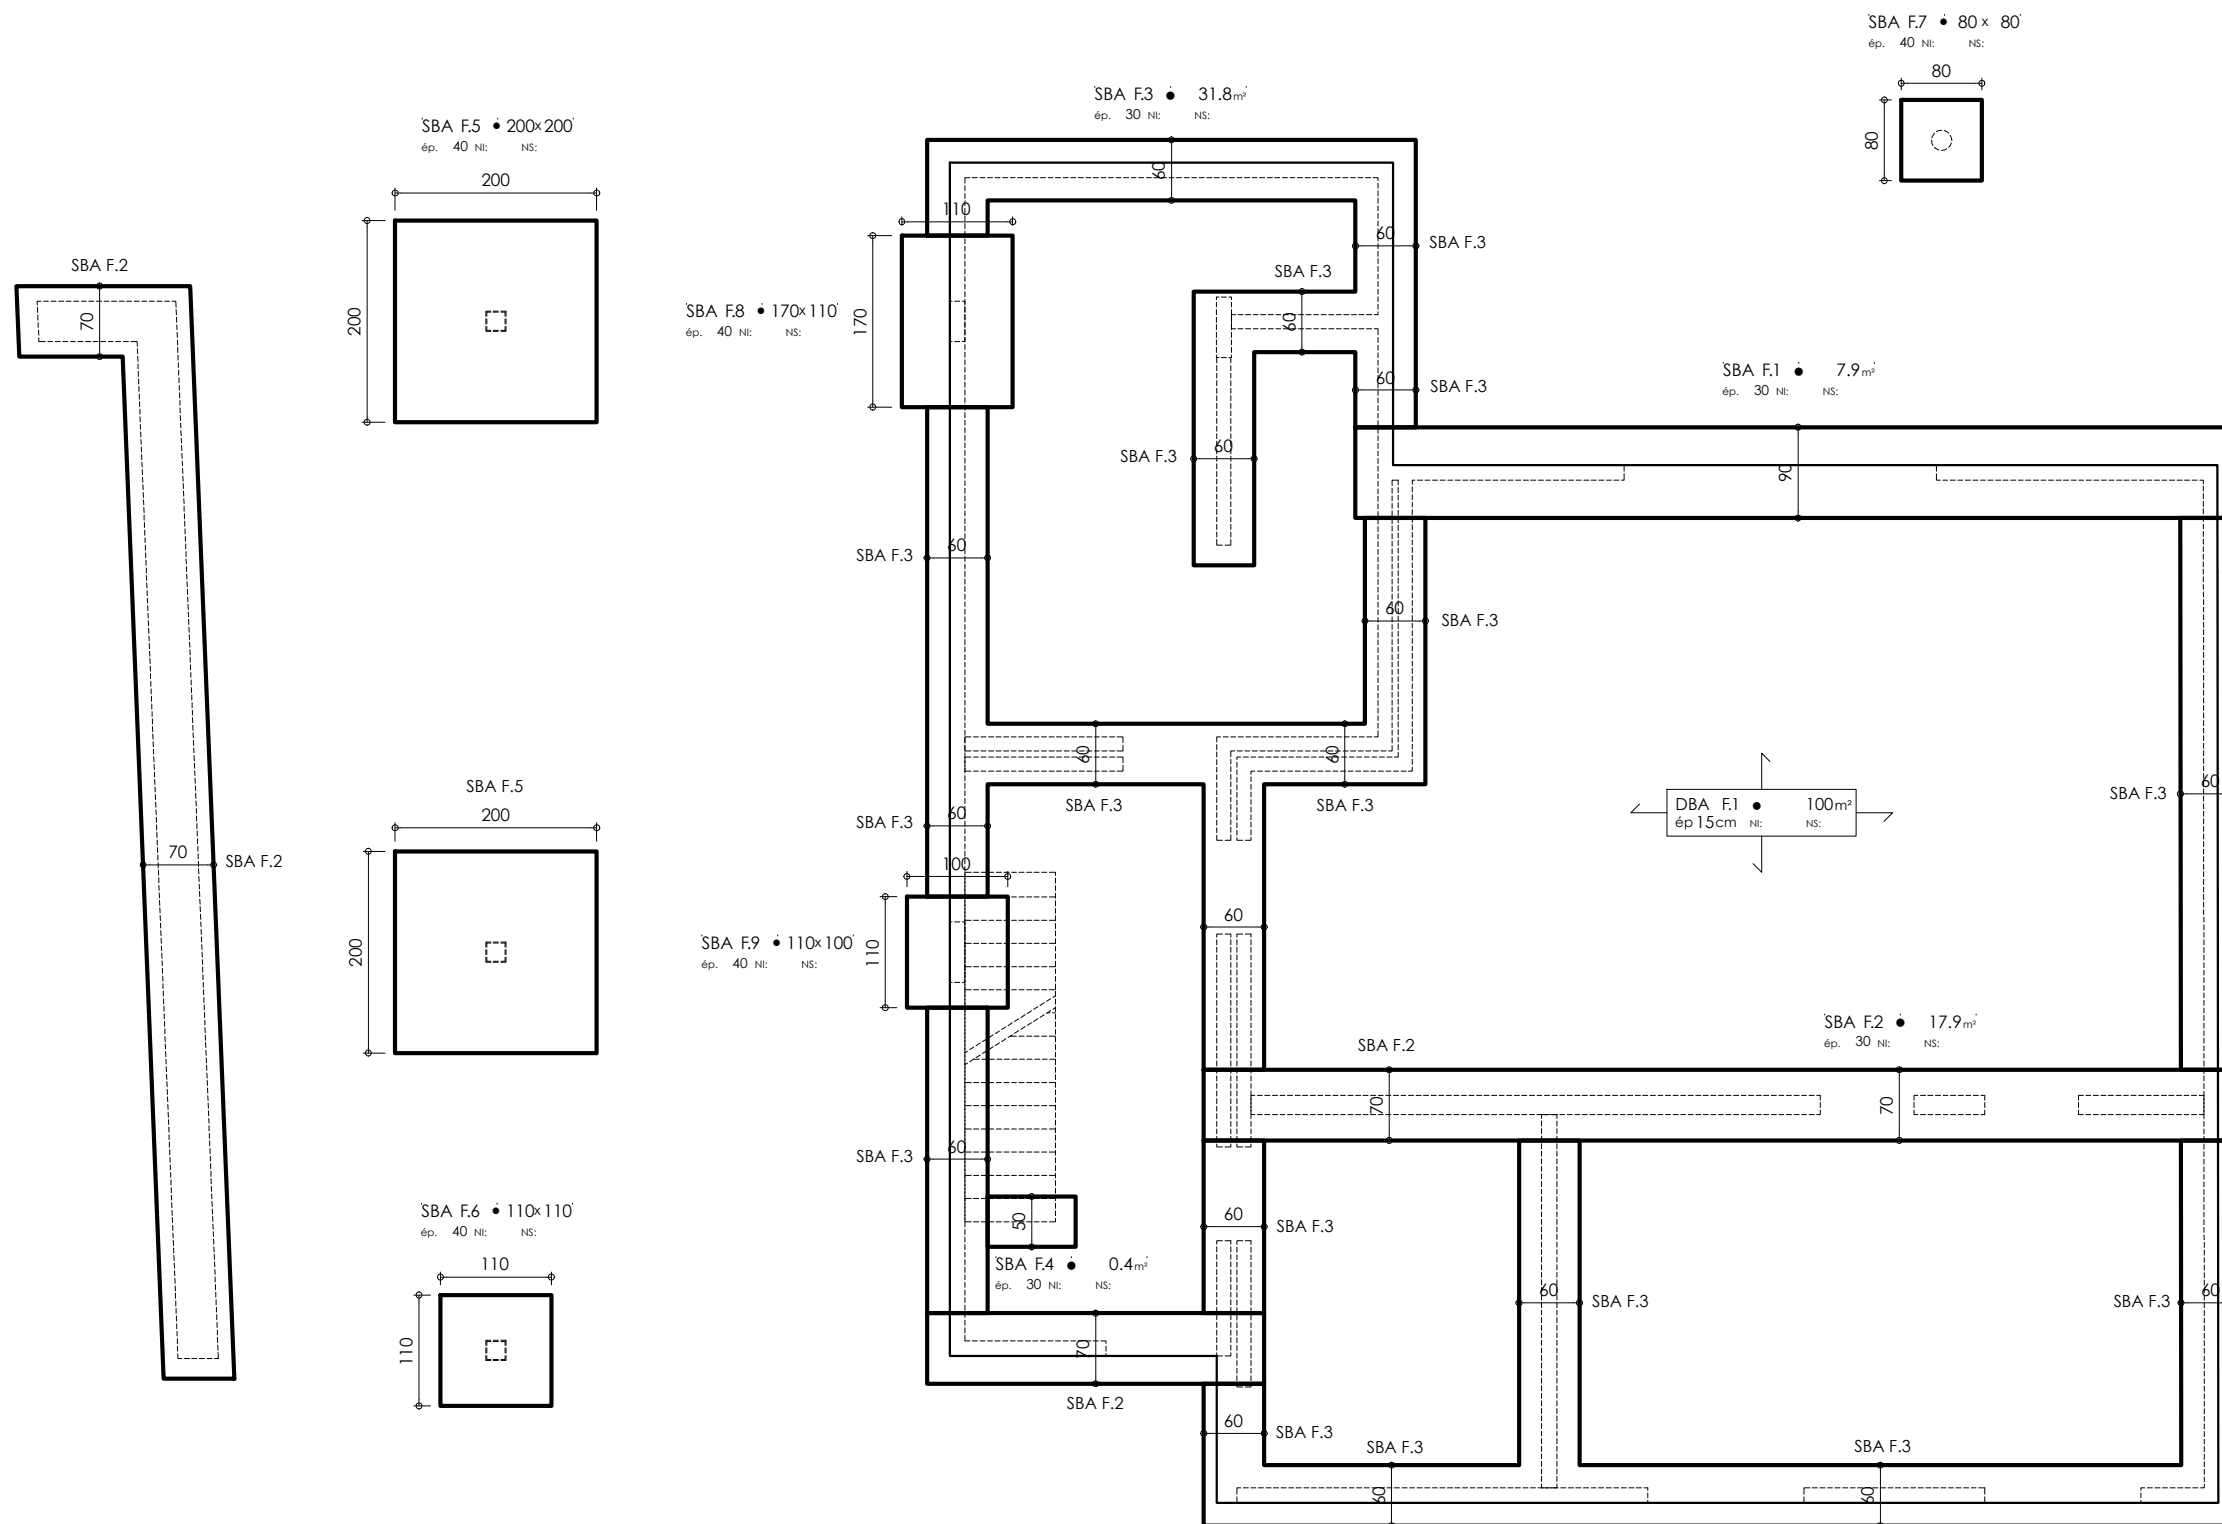 SBA F.7 • 80 x 80
ép. 40 NI: NS:
80
80
SBA F.3 • 31.8m²
ép. 30 NI: NS:
60
SBA F.5 • 200x200
ép. 40 NI: NS:
200
200
SBA F.2
70
110
170
SBA F.8 • 170x110
ép. 40 NI: NS:
60
SBA F.3
SBA F.3
60
60
SBA F.3
SBA F.1 • 7.9m²
ép. 30 NI: NS:
90
SBA F.3
60
SBA F.3
60
60
SBA F.3
60
SBA F.3
60
SBA F.3
SBA F.5
200
200
SBA F.3
60
DBA F.1 • 100m²
ép 15cm NI: NS:
SBA F.3
60
70
SBA F.2
100
110
SBA F.9 • 110x100
ép. 40 NI: NS:
60
SBA F.2 • 17.9m²
ép. 30 NI: NS:
SBA F.2
70
70
SBA F.3
60
SBA F.6 • 110x110
ép. 40 NI: NS:
110
110
50
SBA F.4 • 0.4m²
ép. 30 NI: NS:
60
SBA F.3
60
SBA F.3
SBA F.3
60
70
SBA F.2
60
SBA F.3
SBA F.3
60
SBA F.3
60